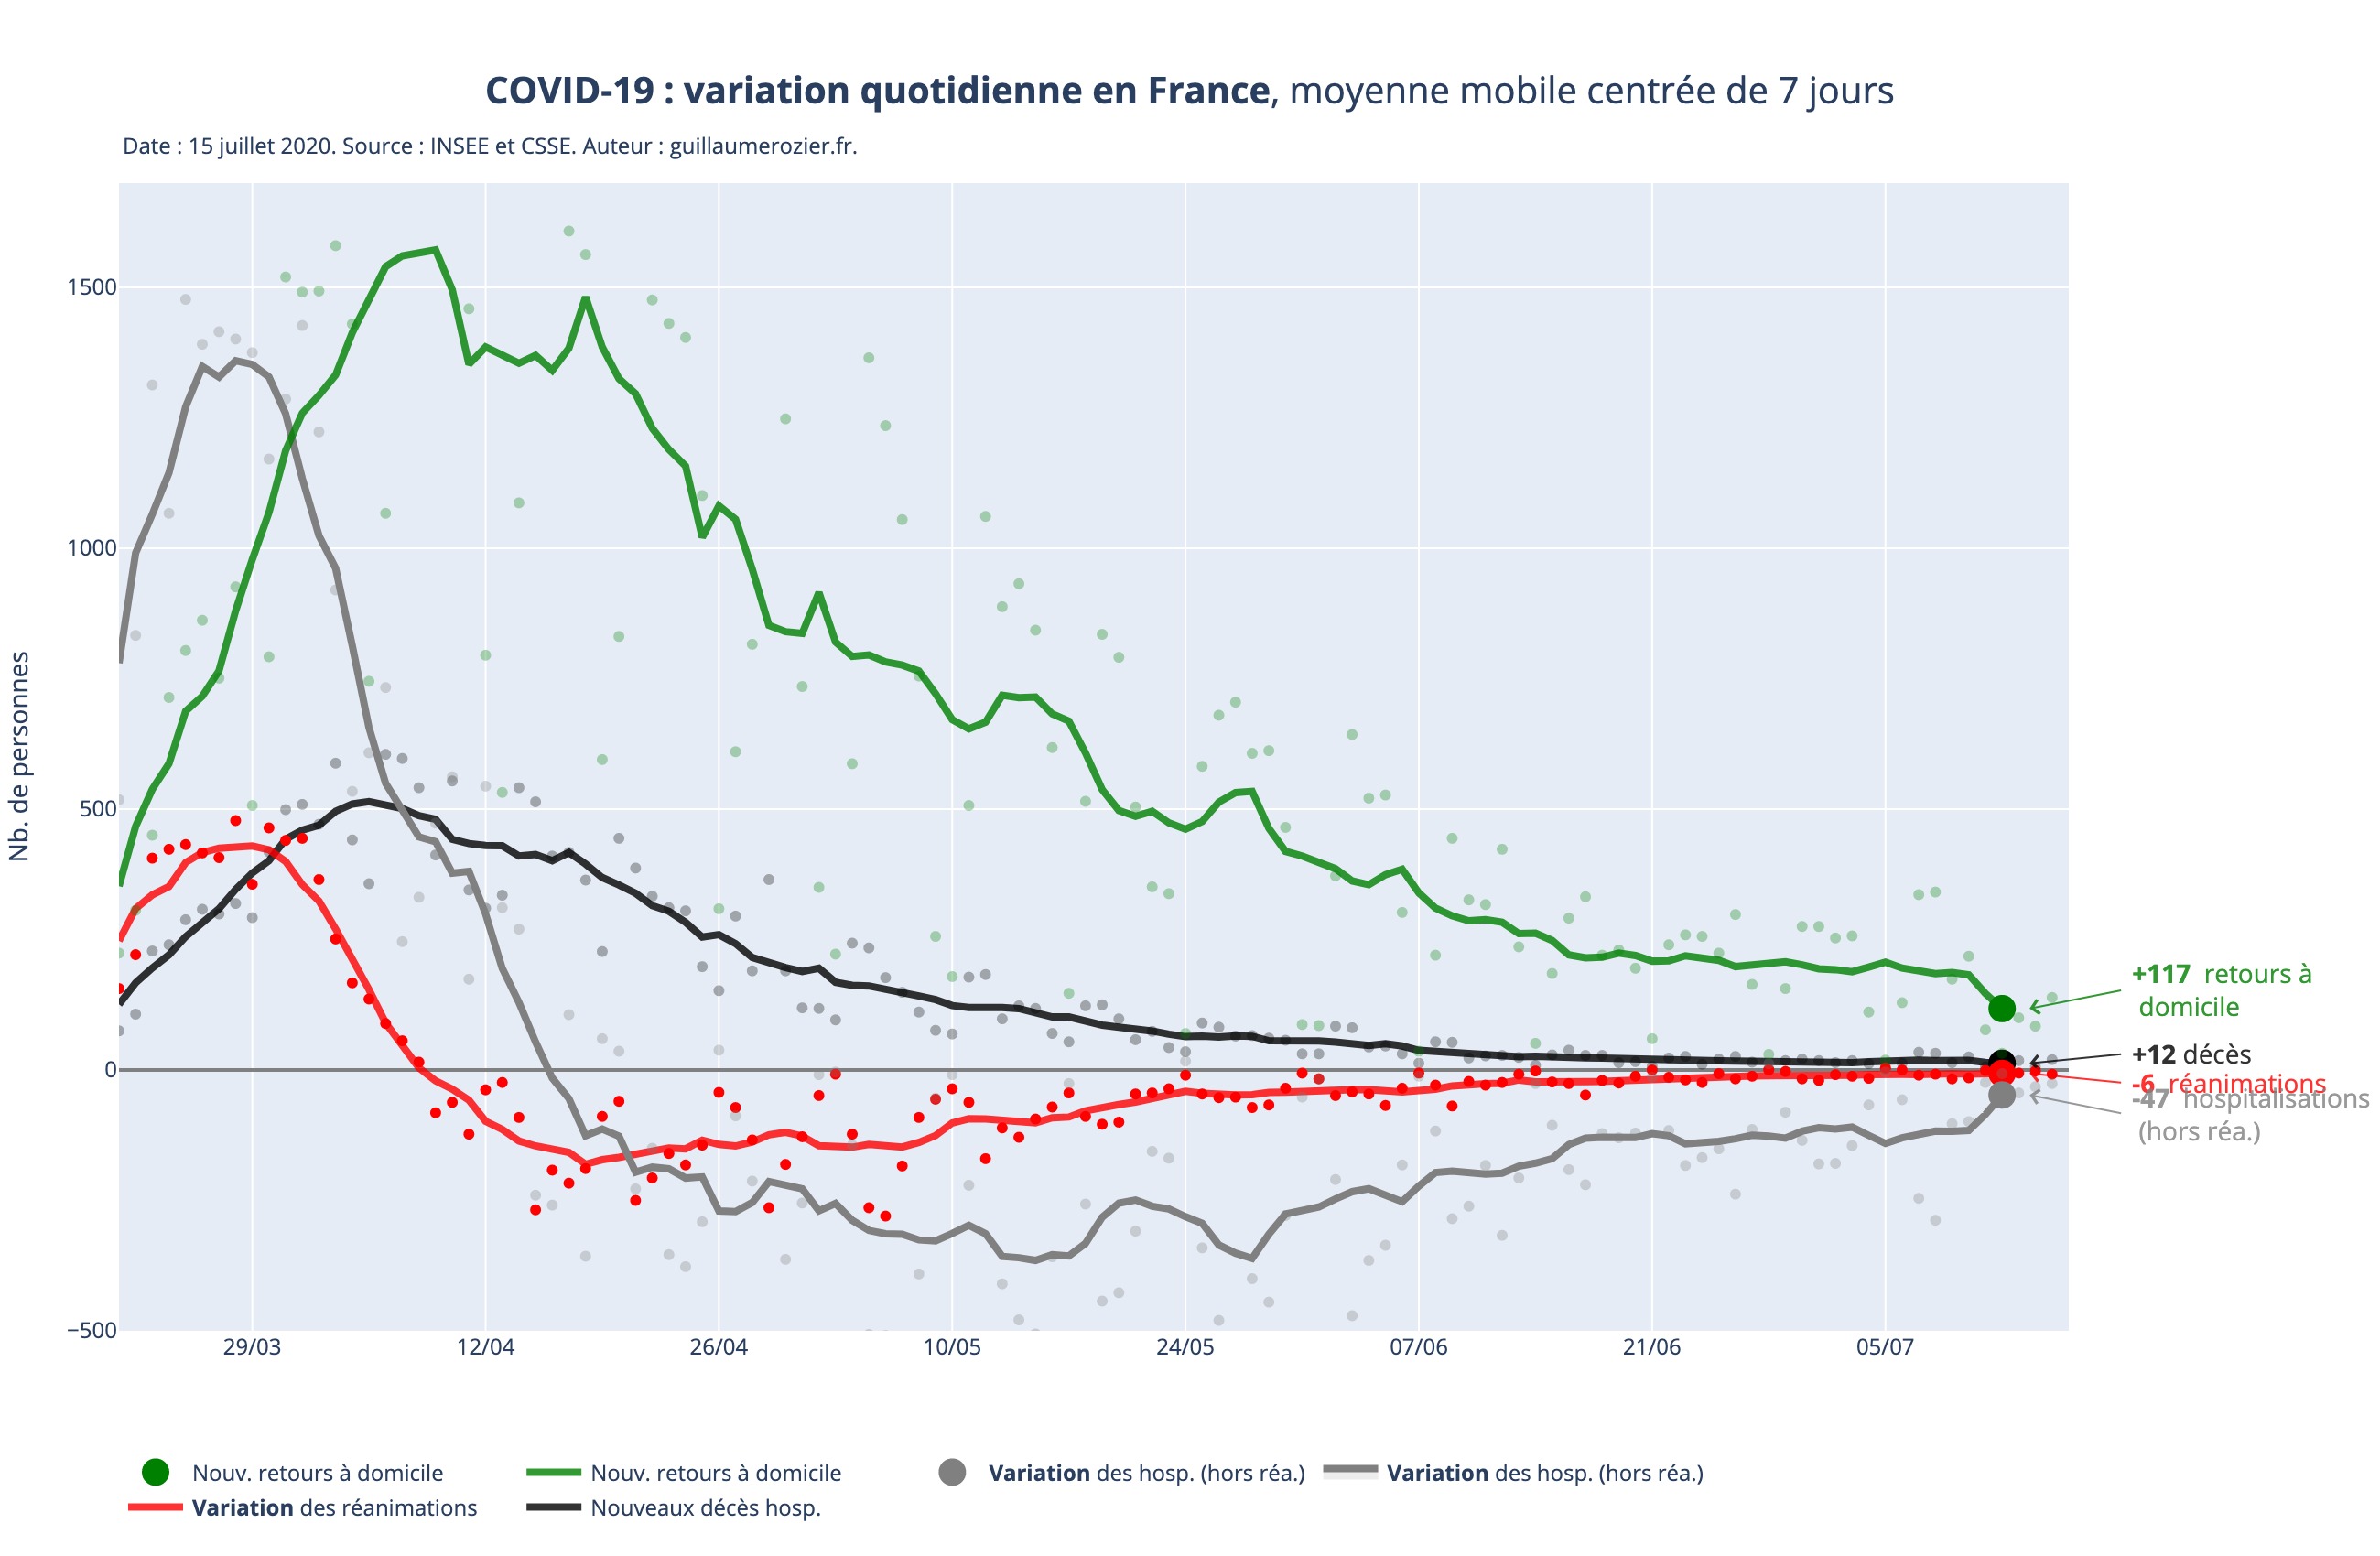 COVID-19 : variation quotidienne en France, moyenne mobile centrée de 7 jours
Date : 15 juillet 2020. Source : INSEE et CSSE. Auteur : guillaumerozier.fr.
Nb. de personnes
1500
1000
500
0
−500
29/03
12/04
26/04
10/05
24/05
07/06
21/06
05/07
+117 retours à
domicile
+12 décès
-6 réanimations
-47 hospitalisations
(hors réa.)
Nouv. retours à domicile
Nouv. retours à domicile
Variation des hosp. (hors réa.)
Variation des hosp. (hors réa.)
Variation des réanimations
Nouveaux décès hosp.